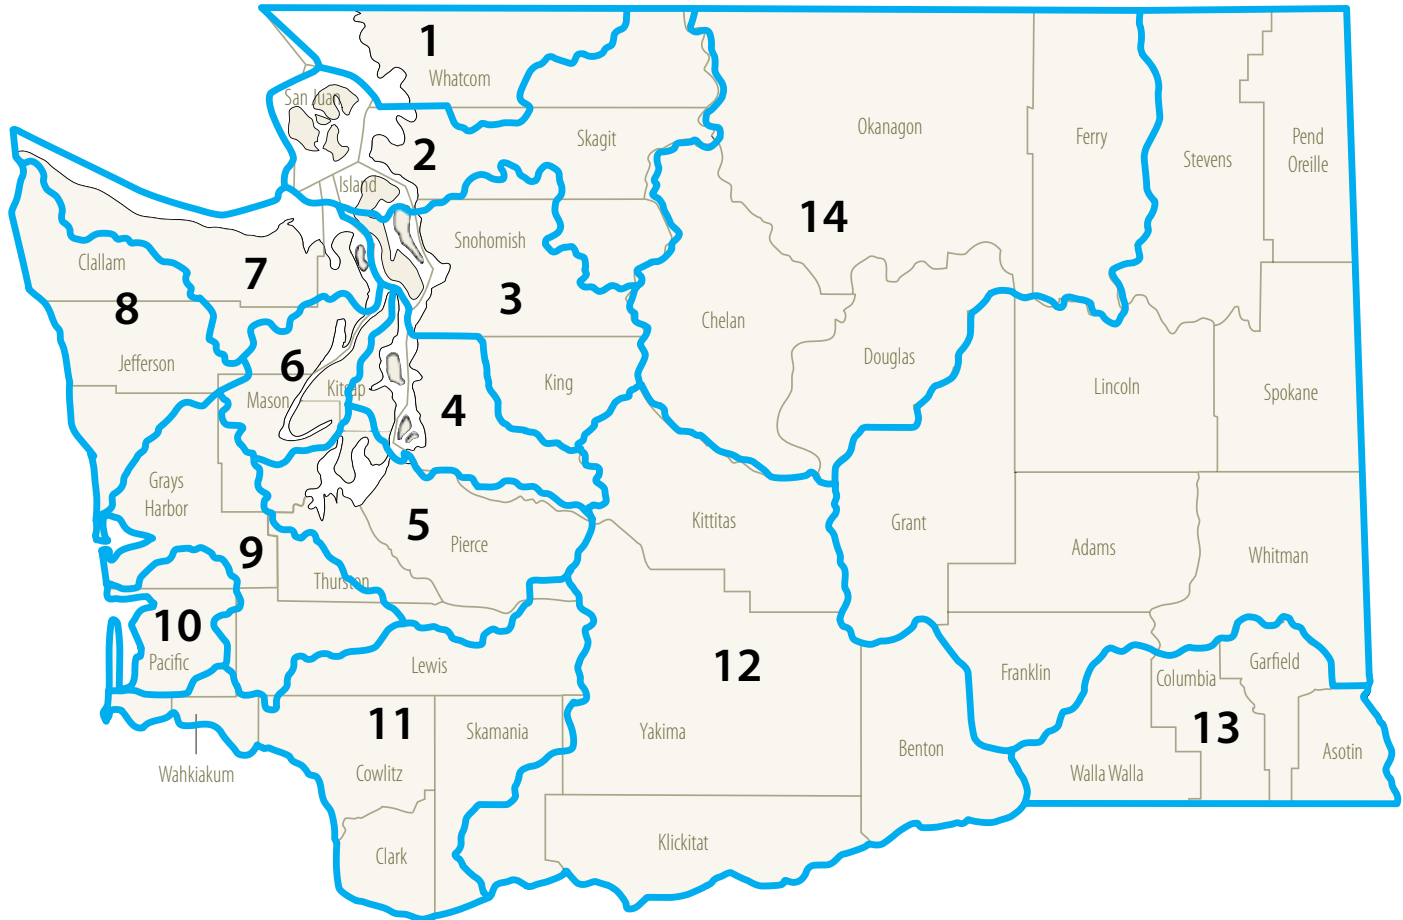 1
Whatcom
San Juan
Okanagon
Ferry
Pend
Oreille
Stevens
Skagit
2
Island
14
Snohomish
Clallam
7
3
8
Chelan
Douglas
Jefferson
6
Kitsap
Mason
King
Lincoln
Spokane
4
Grays
Harbor
5
Pierce
Kittitas
Grant
Adams
Whitman
9
Thurston
10
Pacific
Lewis
12
Franklin
Columbia
Garfield
11
Skamania
Yakima
13
Wahkiakum
Cowlitz
Benton
Walla Walla
Asotin
Clark
Klickitat